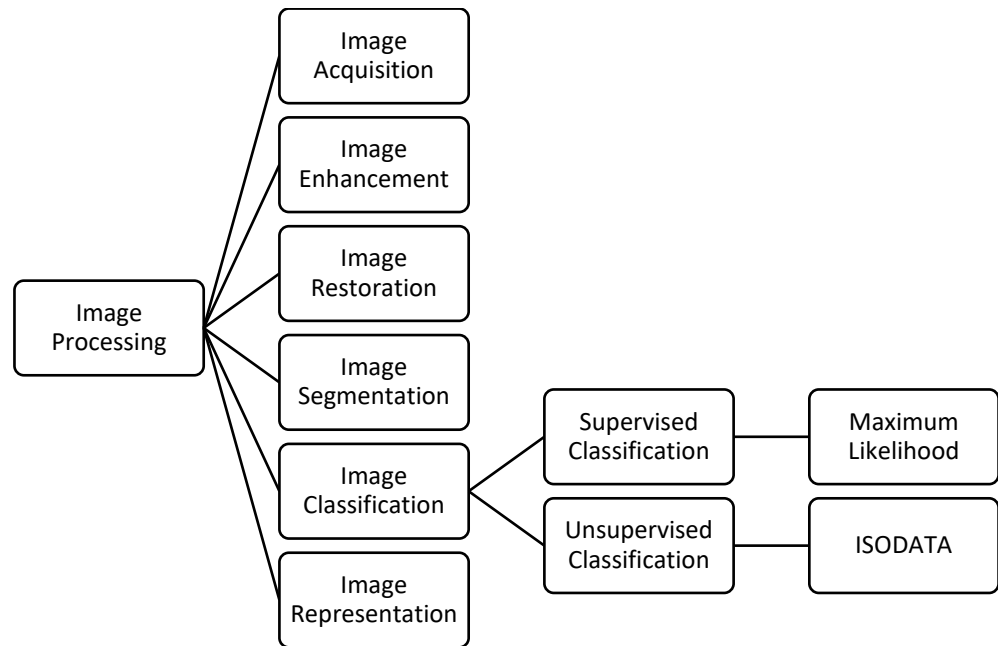 Image
Acquisition
Image
Enhancement
Image
Restoration
Image
Processing
Image
Segmentation
Supervised
Classification
Maximum
Likelihood
Image
Classification
Unsupervised
Classification
ISODATA
Image
Representation